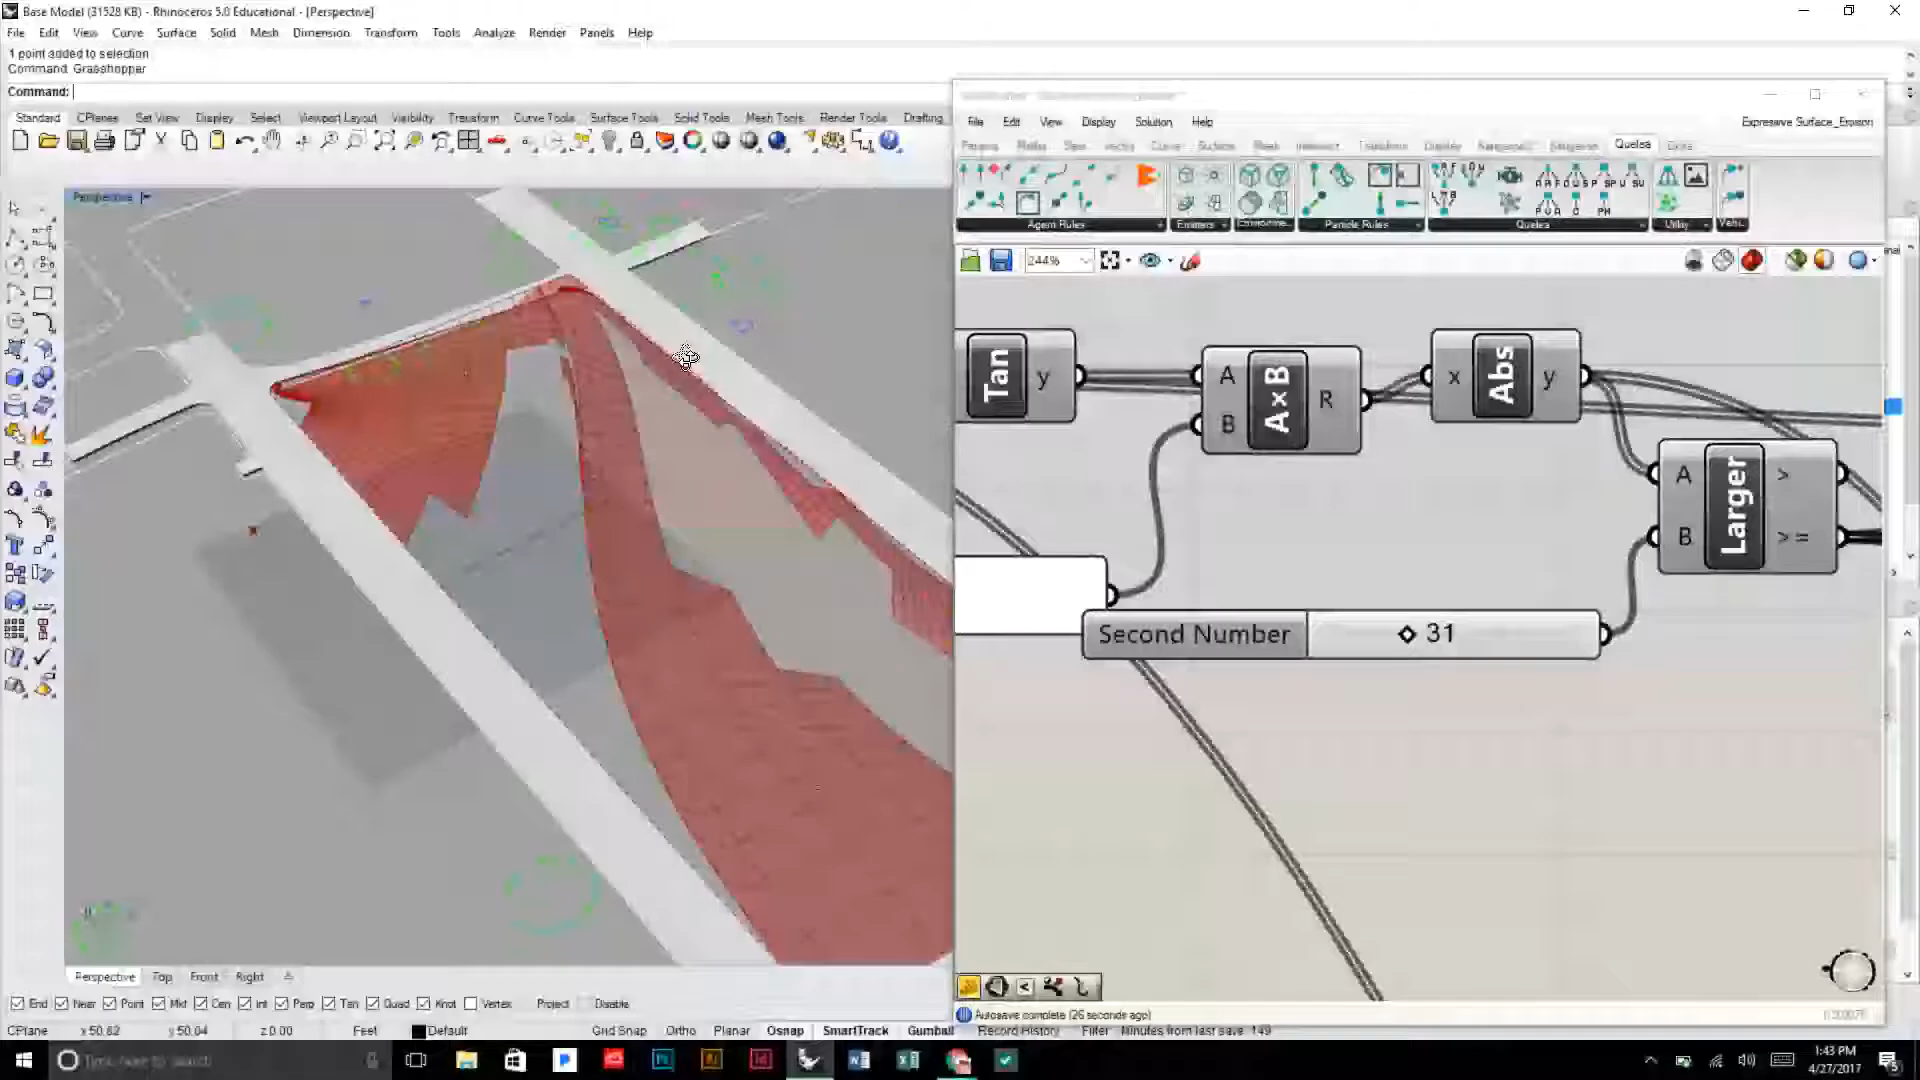 Base Model (31528 KB) - Rhinoceros 5.0 Educational - [Perspective]
File Edit View Curve Surface Solid Mesh Dimension Transform Tools Analyze Render Panels Help
1 point added to selection
Command: Grasshopper
Command:
Standard CPlanes Set View Display Select Viewport Layout Visibility Transform Curve Tools Surface Tools Solid Tools Mesh Tools Render Tools Drafting
Perspective
File Edit View Display Solution Help
Expressive Surface_Erosion
Quelea
Agent Rules Emitters Particle Rules Quelea Utility
244%
Tan y
A B A×B R
x Abs y
A B Larger > >=
Second Number 31
Perspective Top Front Right
End Near Point Mid Cen Int Perp Tan Quad Knot Vertex Project Disable
Autosave complete (26 seconds ago)
CPlane x 50.62 y 50.04 z 0.00 Feet Default Grid Snap Ortho Planar Osnap SmartTrack Gumball Record History Filter Minutes from last save: 149
1:43 PM
4/27/2017